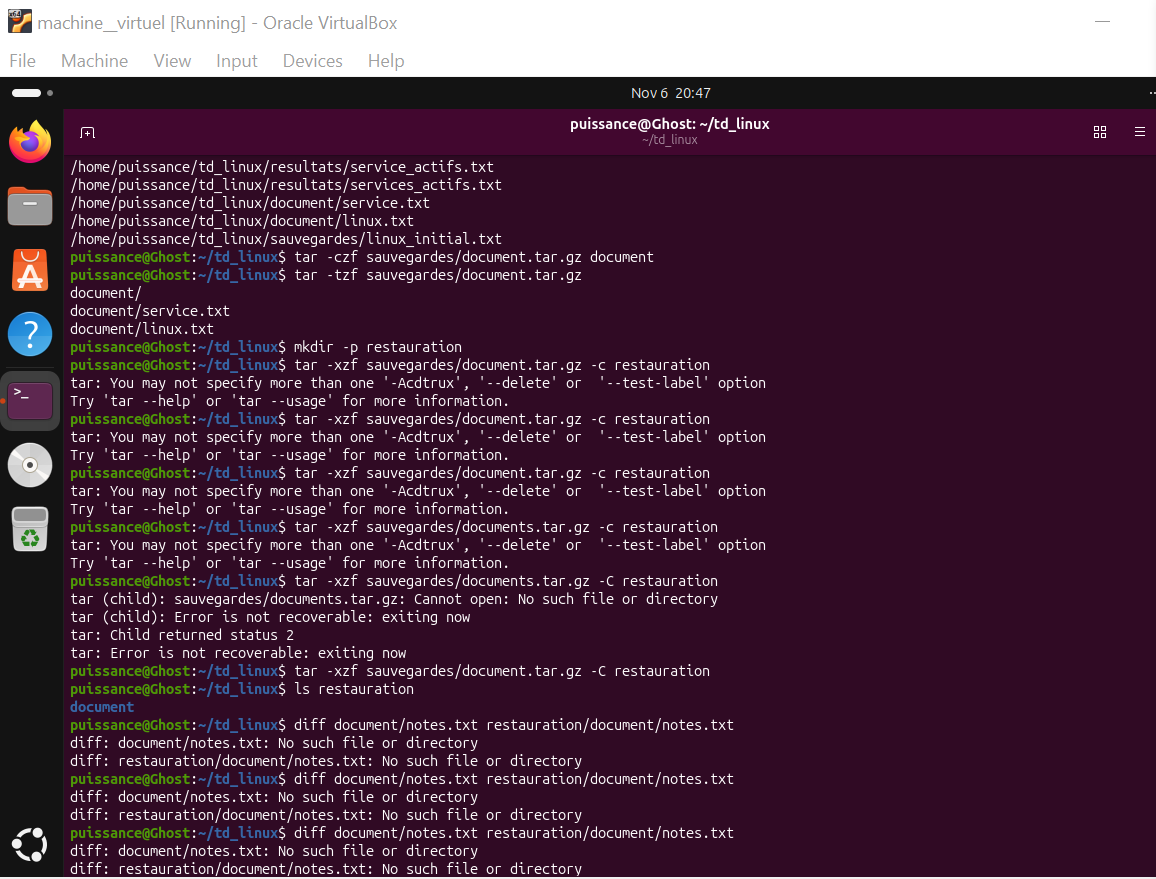 machine__virtuel [Running] - Oracle VirtualBox
File Machine View Input Devices Help
Nov 6 20:47
puissance@Ghost: ~/td_linux
~/td_linux
/home/puissance/td_linux/resultats/service_actifs.txt
/home/puissance/td_linux/resultats/services_actifs.txt
/home/puissance/td_linux/document/service.txt
/home/puissance/td_linux/document/linux.txt
/home/puissance/td_linux/sauvegardes/linux_initial.txt
puissance@Ghost:~/td_linux$ tar -czf sauvegardes/document.tar.gz document
puissance@Ghost:~/td_linux$ tar -tzf sauvegardes/document.tar.gz
document/
document/service.txt
document/linux.txt
puissance@Ghost:~/td_linux$ mkdir -p restauration
puissance@Ghost:~/td_linux$ tar -xzf sauvegardes/document.tar.gz -c restauration
tar: You may not specify more than one '-Acdtrux', '--delete' or  '--test-label' option
Try 'tar --help' or 'tar --usage' for more information.
puissance@Ghost:~/td_linux$ tar -xzf sauvegardes/document.tar.gz -c restauration
tar: You may not specify more than one '-Acdtrux', '--delete' or  '--test-label' option
Try 'tar --help' or 'tar --usage' for more information.
puissance@Ghost:~/td_linux$ tar -xzf sauvegardes/document.tar.gz -c restauration
tar: You may not specify more than one '-Acdtrux', '--delete' or  '--test-label' option
Try 'tar --help' or 'tar --usage' for more information.
puissance@Ghost:~/td_linux$ tar -xzf sauvegardes/documents.tar.gz -c restauration
tar: You may not specify more than one '-Acdtrux', '--delete' or  '--test-label' option
Try 'tar --help' or 'tar --usage' for more information.
puissance@Ghost:~/td_linux$ tar -xzf sauvegardes/documents.tar.gz -C restauration
tar (child): sauvegardes/documents.tar.gz: Cannot open: No such file or directory
tar (child): Error is not recoverable: exiting now
tar: Child returned status 2
tar: Error is not recoverable: exiting now
puissance@Ghost:~/td_linux$ tar -xzf sauvegardes/document.tar.gz -C restauration
puissance@Ghost:~/td_linux$ ls restauration
document
puissance@Ghost:~/td_linux$ diff document/notes.txt restauration/document/notes.txt
diff: document/notes.txt: No such file or directory
diff: restauration/document/notes.txt: No such file or directory
puissance@Ghost:~/td_linux$ diff document/notes.txt restauration/document/notes.txt
diff: document/notes.txt: No such file or directory
diff: restauration/document/notes.txt: No such file or directory
puissance@Ghost:~/td_linux$ diff document/notes.txt restauration/document/notes.txt
diff: document/notes.txt: No such file or directory
diff: restauration/document/notes.txt: No such file or directory